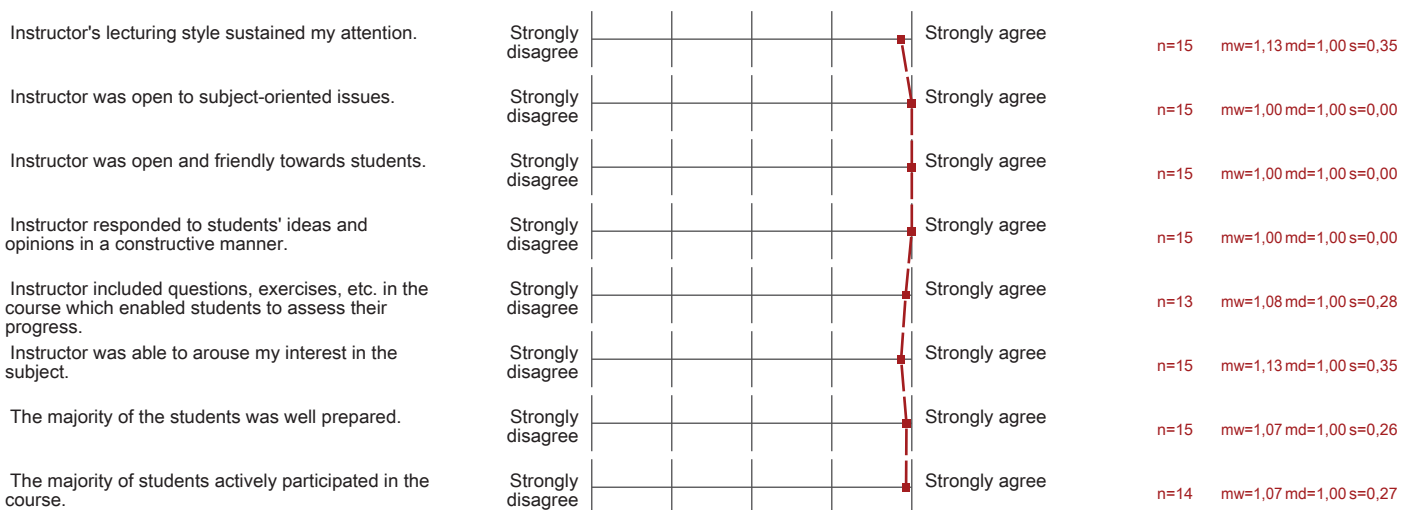 Instructor's lecturing style sustained my attention.
Strongly
disagree
Strongly agree
n=15 mw=1,13 md=1,00 s=0,35
Instructor was open to subject-oriented issues.
Strongly
disagree
Strongly agree
n=15 mw=1,00 md=1,00 s=0,00
Instructor was open and friendly towards students.
Strongly
disagree
Strongly agree
n=15 mw=1,00 md=1,00 s=0,00
Instructor responded to students' ideas and
opinions in a constructive manner.
Strongly
disagree
Strongly agree
n=15 mw=1,00 md=1,00 s=0,00
Instructor included questions, exercises, etc. in the
course which enabled students to assess their
progress.
Strongly
disagree
Strongly agree
n=13 mw=1,08 md=1,00 s=0,28
Instructor was able to arouse my interest in the
subject.
Strongly
disagree
Strongly agree
n=15 mw=1,13 md=1,00 s=0,35
The majority of the students was well prepared.
Strongly
disagree
Strongly agree
n=15 mw=1,07 md=1,00 s=0,26
The majority of students actively participated in the
course.
Strongly
disagree
Strongly agree
n=14 mw=1,07 md=1,00 s=0,27